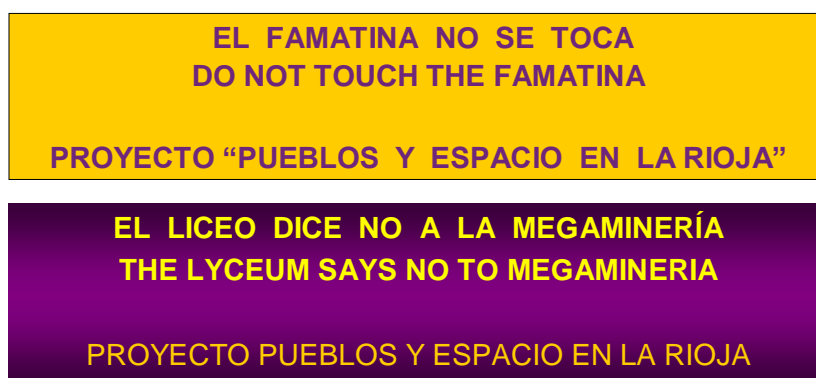 EL FAMATINA NO SE TOCA
DO NOT TOUCH THE FAMATINA
PROYECTO “PUEBLOS Y ESPACIO EN LA RIOJA”
EL LICEO DICE NO A LA MEGAMINERÍA
THE LYCEUM SAYS NO TO MEGAMINERIA
PROYECTO PUEBLOS Y ESPACIO EN LA RIOJA